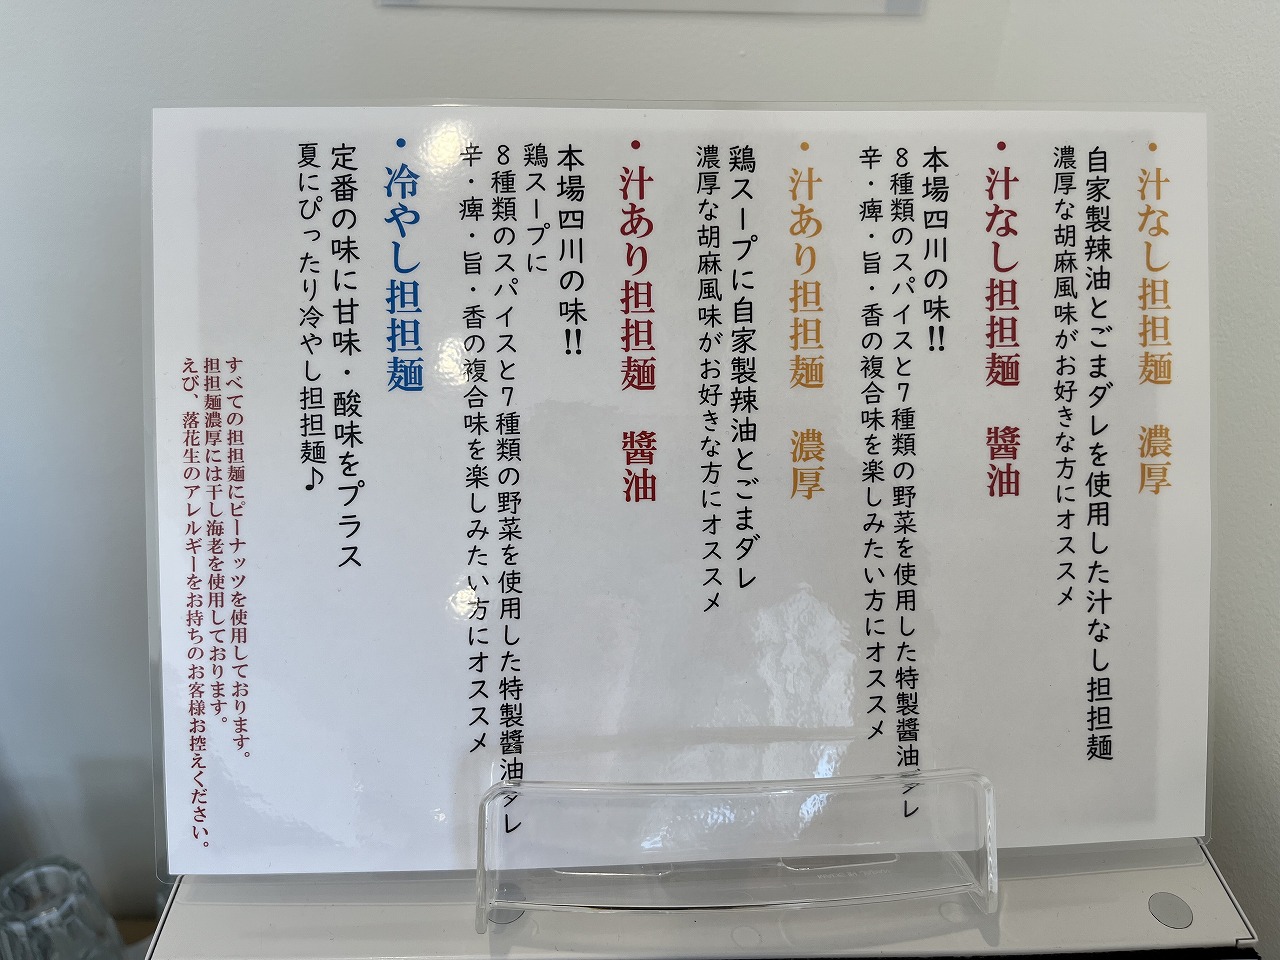 ・汁なし担担麺　濃厚
自家製辣油とごまダレを使用した汁なし担担麺
濃厚な胡麻風味がお好きな方にオススメ
・汁なし担担麺　醬油
本場四川の味!!
8種類のスパイスと7種類の野菜を使用した特製醬油ダレ
辛・痺・旨・香の複合味を楽しみたい方にオススメ
・汁あり担担麺　濃厚
鶏スープに自家製辣油とごまダレ
濃厚な胡麻風味がお好きな方にオススメ
・汁あり担担麺　醬油
本場四川の味!!
鶏スープに
8種類のスパイスと7種類の野菜を使用した特製醬油ダレ
辛・痺・旨・香の複合味を楽しみたい方にオススメ
・冷やし担担麺
定番の味に甘味・酸味をプラス
夏にぴったり冷やし担担麺♪
すべての担担麺にピーナッツを使用しております。
担担麺濃厚には干し海老を使用しております。
えび、落花生のアレルギーをお持ちのお客様お控えください。